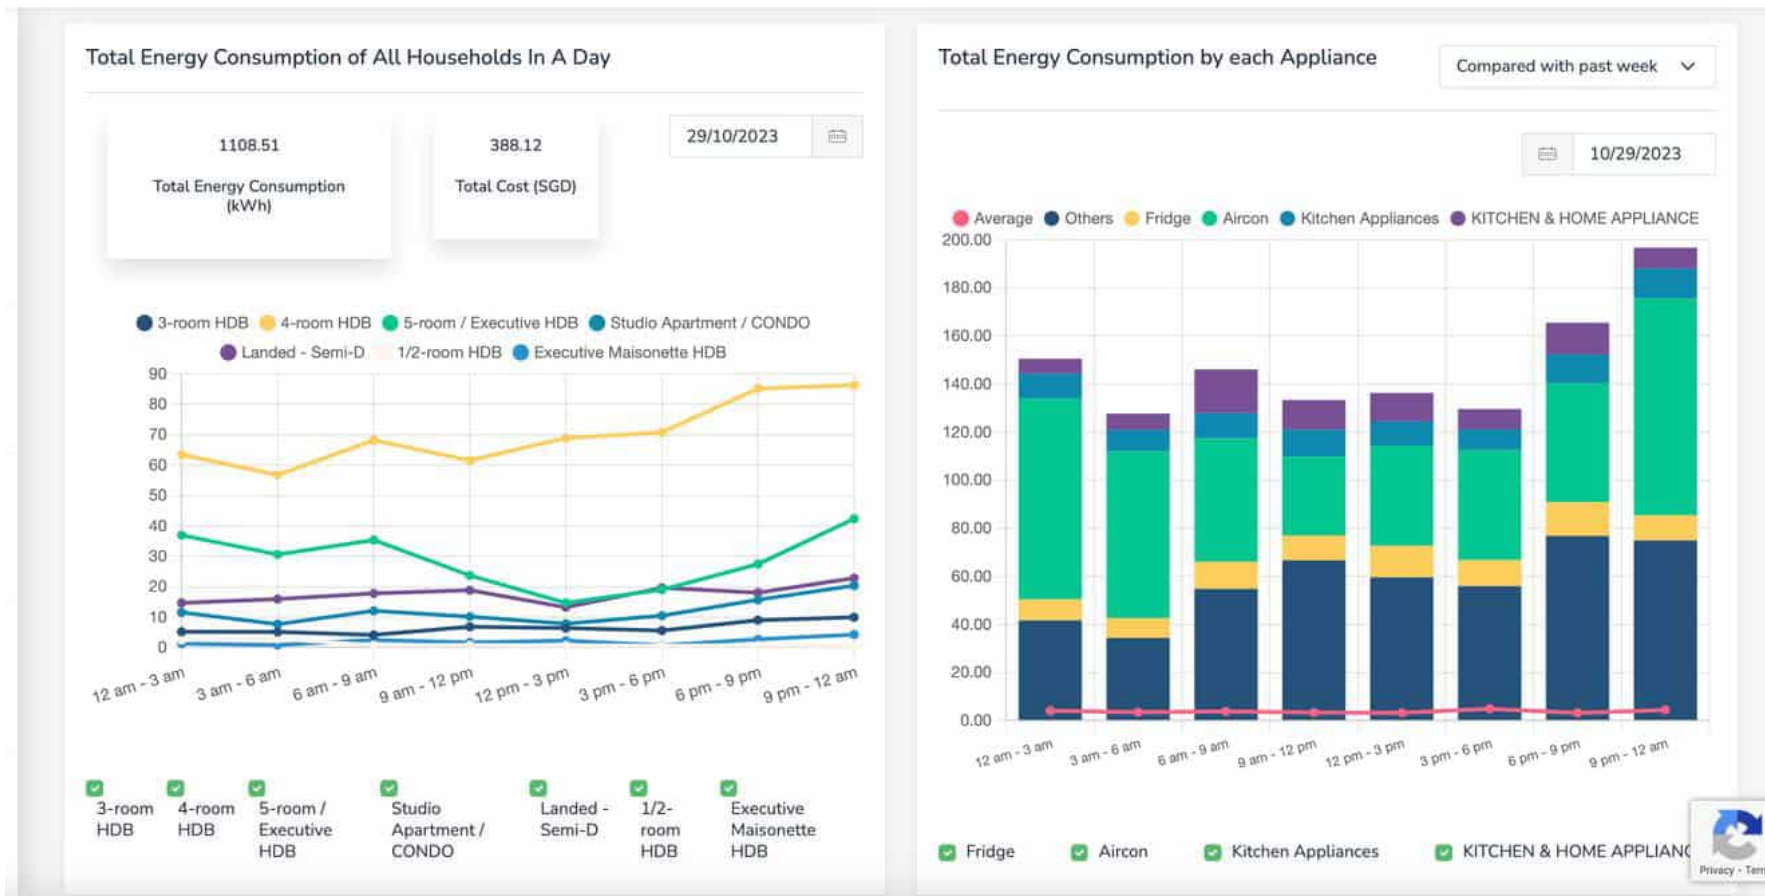 Total Energy Consumption of All Households In A Day
1108.51
Total Energy Consumption
(kWh)
388.12
Total Cost (SGD)
29/10/2023
3-room HDB 4-room HDB 5-room / Executive HDB Studio Apartment / CONDO
Landed - Semi-D 1/2-room HDB Executive Maisonette HDB
90
80
70
60
50
40
30
20
10
0
12 am - 3 am 3 am - 6 am 6 am - 9 am 9 am - 12 pm 12 pm - 3 pm 3 pm - 6 pm 6 pm - 9 pm 9 pm - 12 am
3-room
HDB
4-room
HDB
5-room /
Executive
HDB
Studio
Apartment /
CONDO
Landed -
Semi-D
1/2-
room
HDB
Executive
Maisonette
HDB
Total Energy Consumption by each Appliance
Compared with past week
10/29/2023
Average Others Fridge Aircon Kitchen Appliances KITCHEN & HOME APPLIANCE
200.00
180.00
160.00
140.00
120.00
100.00
80.00
60.00
40.00
20.00
0.00
12 am - 3 am 3 am - 6 am 6 am - 9 am 9 am - 12 pm 12 pm - 3 pm 3 pm - 6 pm 6 pm - 9 pm 9 pm - 12 am
Fridge Aircon Kitchen Appliances KITCHEN & HOME APPLIANC
Privacy - Tern